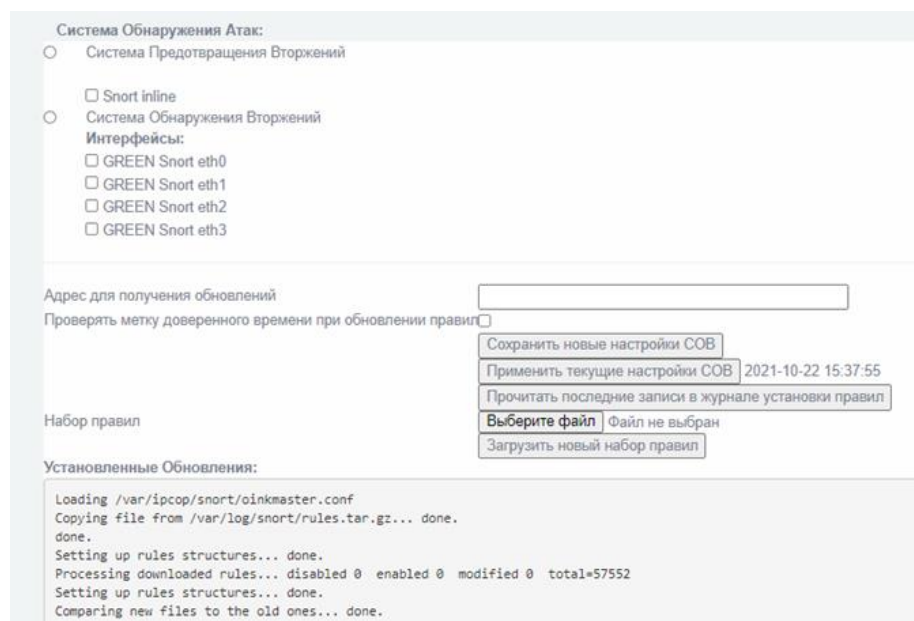 Система Обнаружения Атак:
Система Предотвращения Вторжений
Snort inline
Система Обнаружения Вторжений
Интерфейсы:
GREEN Snort eth0
GREEN Snort eth1
GREEN Snort eth2
GREEN Snort eth3
Адрес для получения обновлений
Проверять метку доверенного времени при обновлении правил
Сохранить новые настройки СОВ
Применить текущие настройки СОВ 2021-10-22 15:37:55
Прочитать последние записи в журнале установки правил
Набор правил Выберите файл Файл не выбран
Загрузить новый набор правил
Установленные Обновления:
Loading /var/ipcop/snort/oinkmaster.conf
Copying file from /var/log/snort/rules.tar.gz... done.
done.
Setting up rules structures... done.
Processing downloaded rules... disabled 0 enabled 0 modified 0 total=57552
Setting up rules structures... done.
Comparing new files to the old ones... done.